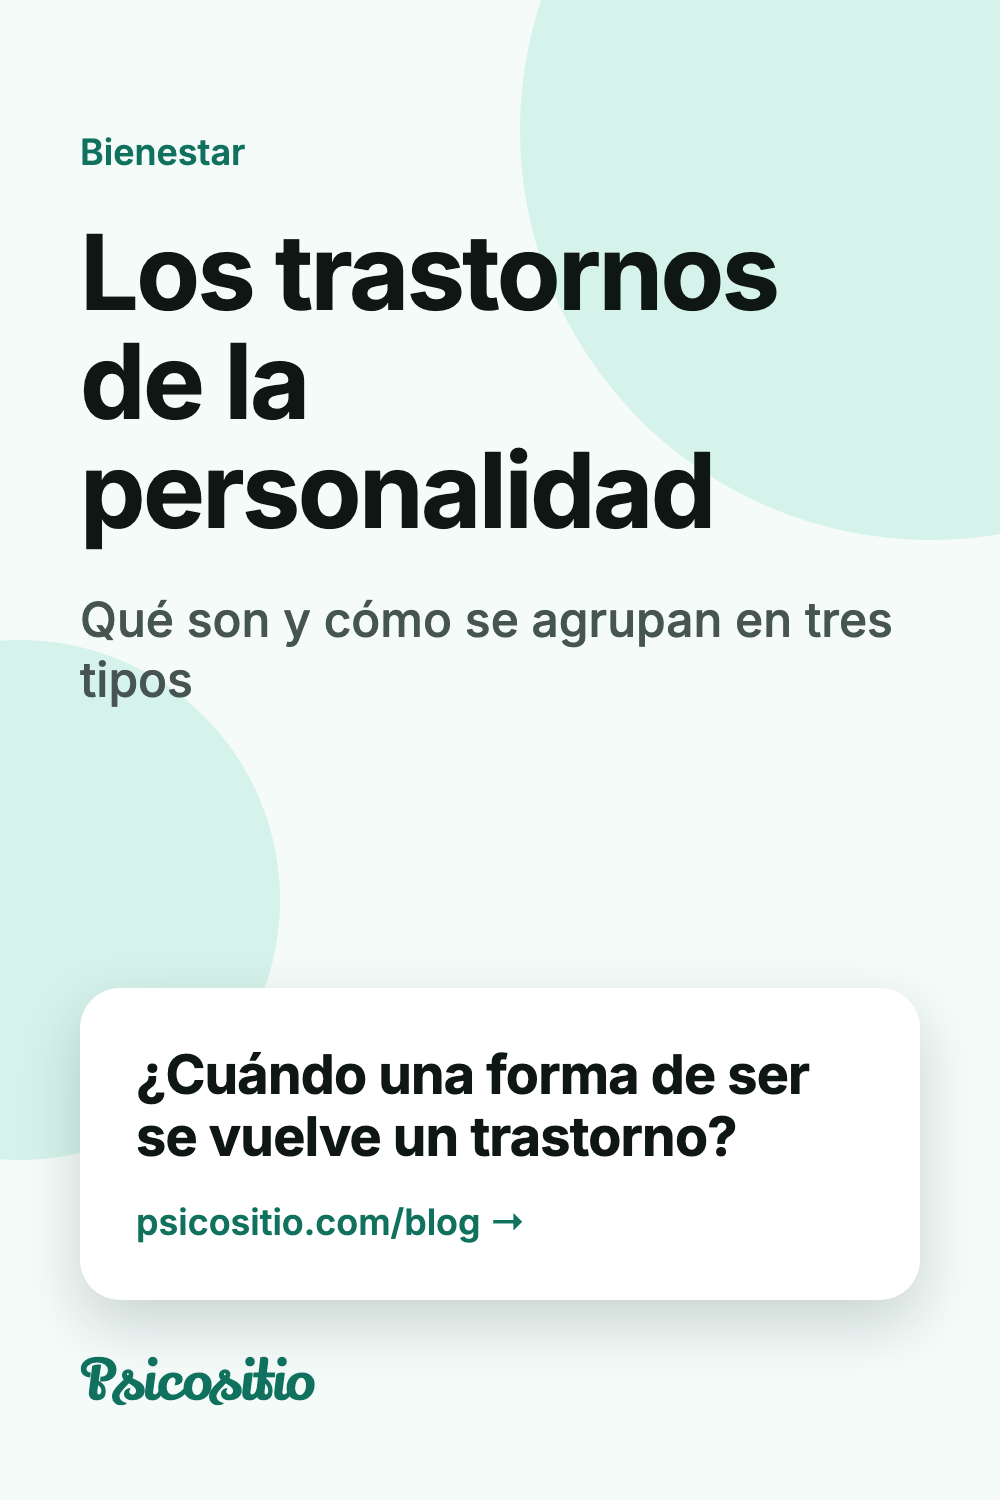 Bienestar
Los trastornos
de la
personalidad
Qué son y cómo se agrupan en tres
tipos
¿Cuándo una forma de ser
se vuelve un trastorno?
psicositio.com/blog →
Psicositio